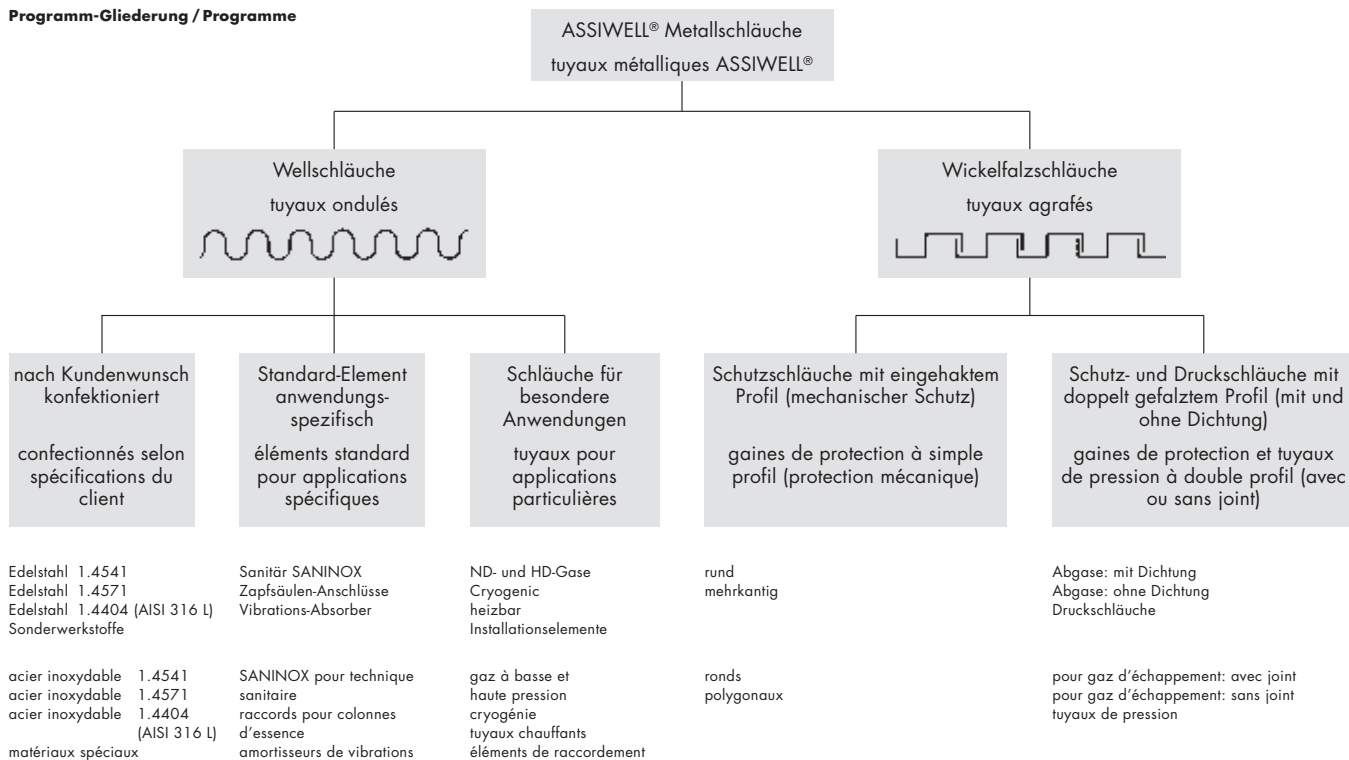 Programm-Gliederung / Programme
ASSIWELL® Metallschläuche
tuyaux métalliques ASSIWELL®
Wellschläuche
tuyaux ondulés
Wickelfalzschläuche
tuyaux agrafés
nach Kundenwunsch
konfektioniert
confectionnés selon
spécifications du
client
Standard-Element
anwendungs-
spezifisch
éléments standard
pour applications
spécifiques
Schläuche für
besondere
Anwendungen
tuyaux pour
applications
particulières
Schutzschläuche mit eingehaktem
Profil (mechanischer Schutz)
gaines de protection à simple
profil (protection mécanique)
Schutz- und Druckschläuche mit
doppelt gefalztem Profil (mit und
ohne Dichtung)
gaines de protection et tuyaux
de pression à double profil (avec
ou sans joint)
Edelstahl 1.4541
Edelstahl 1.4571
Edelstahl 1.4404 (AISI 316 L)
Sonderwerkstoffe
Sanitär SANINOX
Zapfsäulen-Anschlüsse
Vibrations-Absorber
ND- und HD-Gase
Cryogenic
heizbar
Installationselemente
rund
mehrkantig
Abgase: mit Dichtung
Abgase: ohne Dichtung
Druckschläuche
acier inoxydable 1.4541
acier inoxydable 1.4571
acier inoxydable 1.4404
(AISI 316 L)
matériaux spéciaux
SANINOX pour technique
sanitaire
raccords pour colonnes
d'essence
amortisseurs de vibrations
gaz à basse et
haute pression
cryogénie
tuyaux chauffants
éléments de raccordement
ronds
polygonaux
pour gaz d'échappement: avec joint
pour gaz d'échappement: sans joint
tuyaux de pression